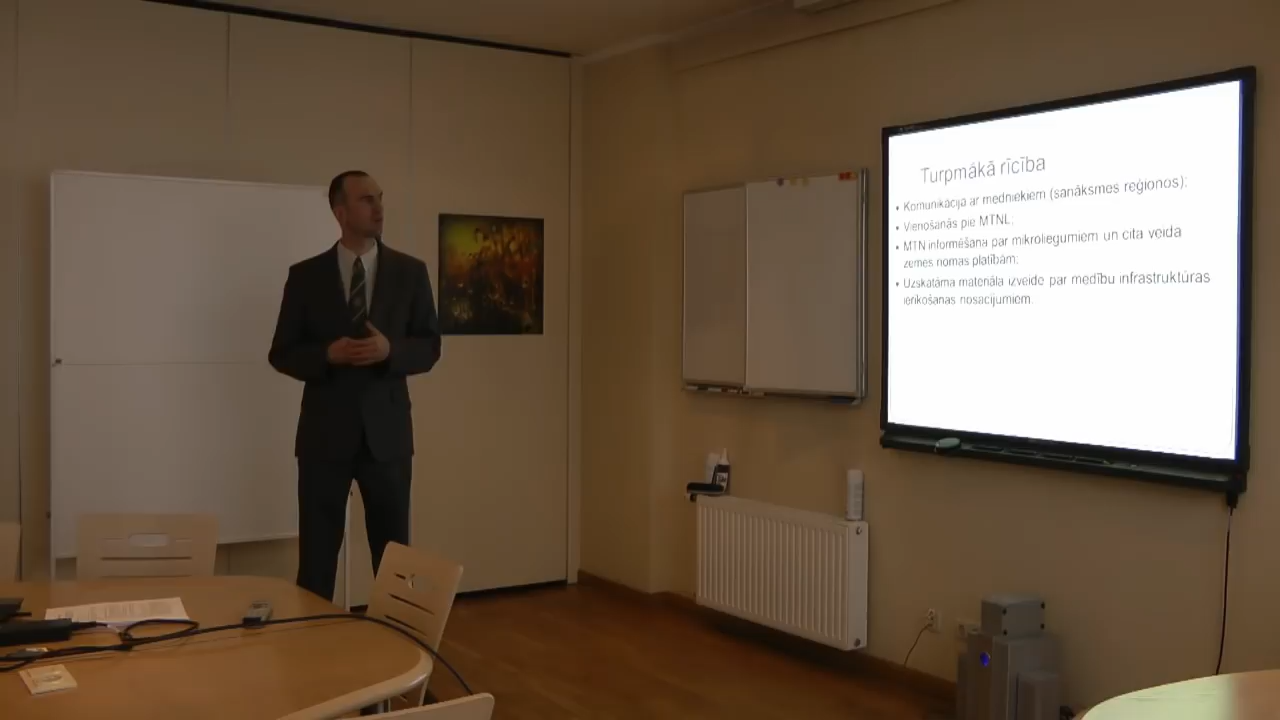 Turpmākā rīcība
• Komunikācija ar medniekiem (sanāksmes reģionos);
• Vienošanās pie MTNL;
• MTN informēšana par mikroliegumiem un cita veida
zemes nomas platībām;
• Uzskatāma materiāla izveide par medību infrastruktūras
ierīkošanas nosacījumiem.